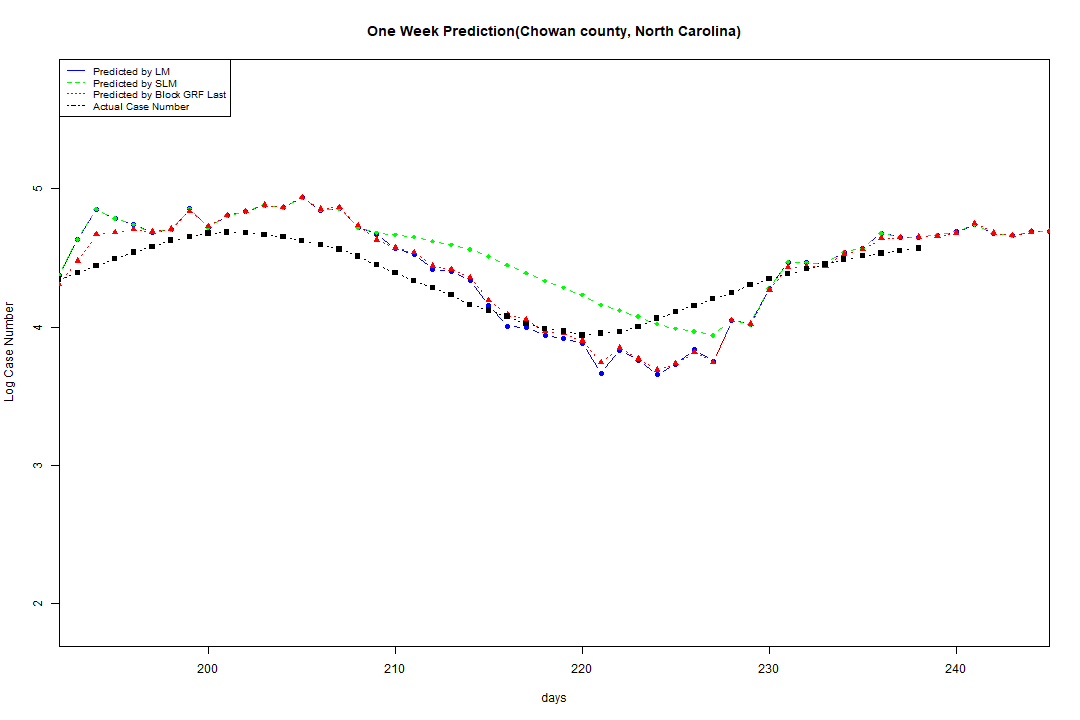 One Week Prediction(Chowan county, North Carolina)
Predicted by LM
Predicted by SLM
Predicted by Block GRF Last
Actual Case Number
5
4
3
2
Log Case Number
200 210 220 230 240
days